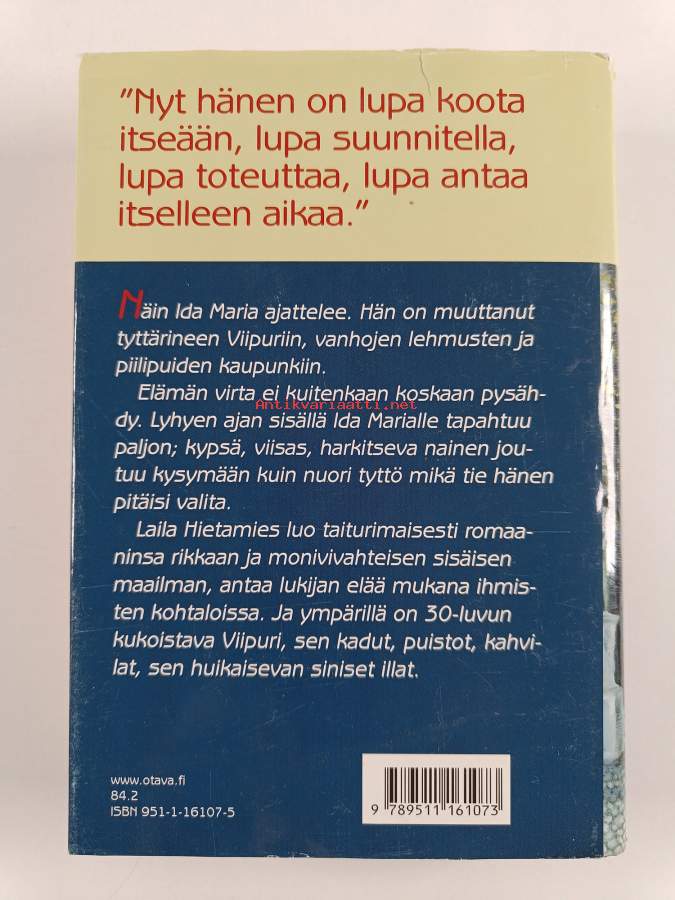 ”Nyt hänen on lupa koota
itseään, lupa suunnitella,
lupa toteuttaa, lupa antaa
itselleen aikaa.”
Näin Ida Maria ajattelee. Hän on muuttanut
tyttärineen Viipuriin, vanhojen lehmusten ja
piilipuiden kaupunkiin.
Elämän virta ei kuitenkaan koskaan pysäh-
Antikvariaatti.net
dy. Lyhyen ajan sisällä Ida Marialle tapahtuu
paljon; kypsä, viisas, harkitseva nainen jou-
tuu kysymään kuin nuori tyttö mikä tie hänen
pitäisi valita.
Laila Hietamies luo taiturimaisesti romaa-
ninsa rikkaan ja monivivahteisen sisäisen
maailman, antaa lukijan elää mukana ihmis-
ten kohtaloissa. Ja ympärillä on 30-luvun
kukoistava Viipuri, sen kadut, puistot, kahvi-
lat, sen huikaisevan siniset illat.
www.otava.fi
84.2
ISBN 951-1-16107-5
9 789511 161073